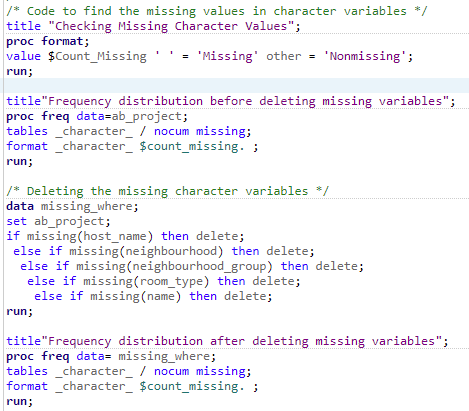 /* Code to find the missing values in character variables */
title "Checking Missing Character Values";
proc format;
value $Count_Missing ' ' = 'Missing' other = 'Nonmissing';
run;
title"Frequency distribution before deleting missing variables";
proc freq data=ab_project;
tables _character_ / nocum missing;
format _character_ $count_missing. ;
run;
/* Deleting the missing character variables */
data missing_where;
set ab_project;
if missing(host_name) then delete;
else if missing(neighbourhood) then delete;
else if missing(neighbourhood_group) then delete;
else if missing(room_type) then delete;
else if missing(name) then delete;
run;
title"Frequency distribution after deleting missing variables";
proc freq data= missing_where;
tables _character_ / nocum missing;
format _character_ $count_missing. ;
run;